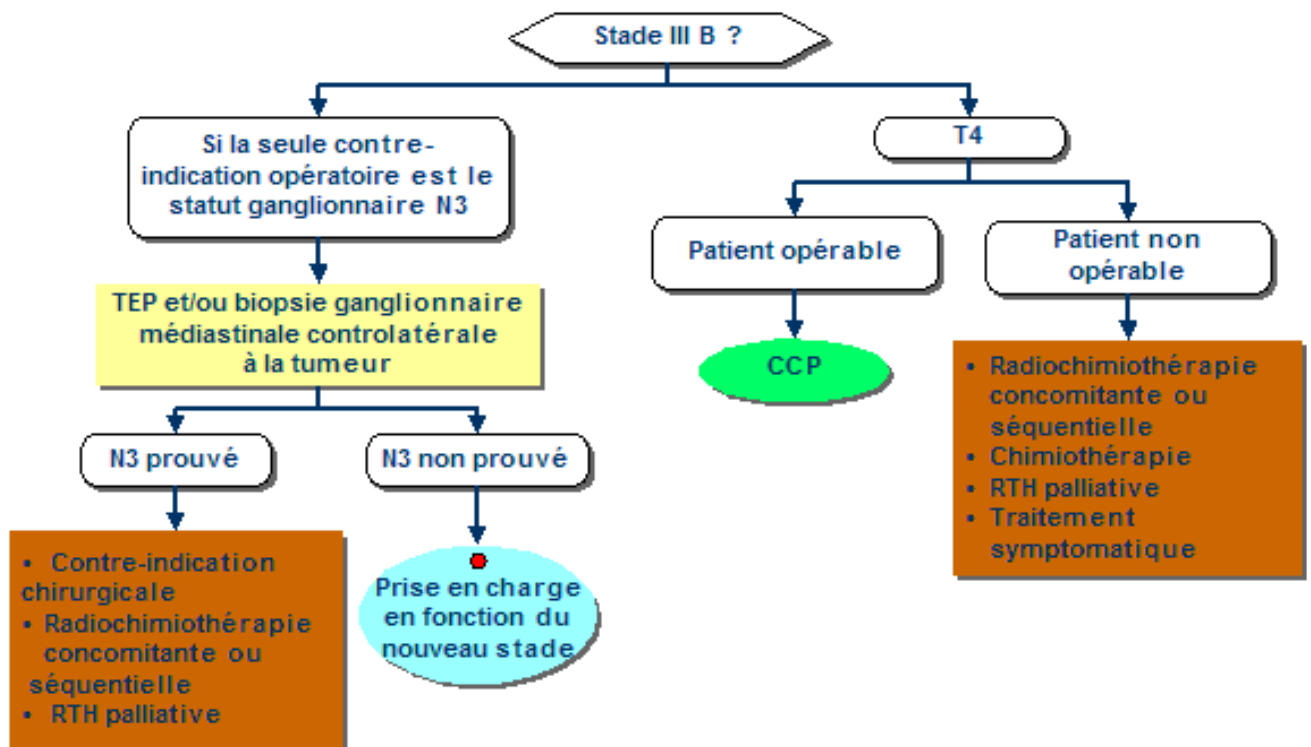 Stade III B ?
Si la seule contre-
indication opératoire est le
statut ganglionnaire N3
T4
Patient opérable
Patient non
opérable
TEP et/ou biopsie ganglionnaire
médiastinale controlatérale
à la tumeur
CCP
• Radiochimiothérapie
concomitante ou
séquentielle
• Chimiothérapie
• RTH palliative
• Traitement
symptomatique
N3 prouvé
N3 non prouvé
• Contre-indication
chirurgicale
• Radiochimiothérapie
concomitante ou
séquentielle
• RTH palliative
Prise en charge
en fonction du
nouveau stade